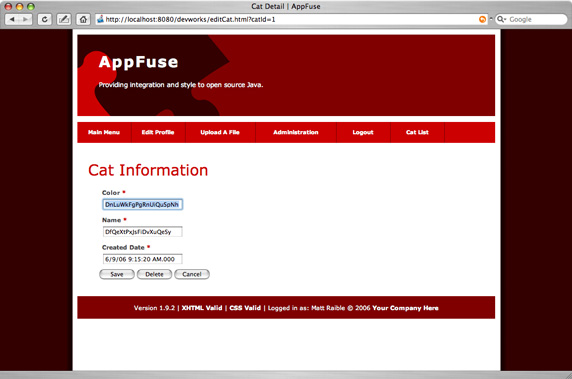 Cat Detail | AppFuse
http://localhost:8080/devworks/editCat.html?catId=1
Google
AppFuse
Providing integration and style to open source Java.
Main Menu Edit Profile Upload A File Administration Logout Cat List
Cat Information
Color *
DnLuWkFgPgRnUiQuSpNh
Name *
DfQeXtPxJsFiDvXuQeSy
Created Date *
6/9/06 9:15:20 AM.000
Save Delete Cancel
Version 1.9.2 | XHTML Valid | CSS Valid | Logged in as: Matt Raible © 2006 Your Company Here